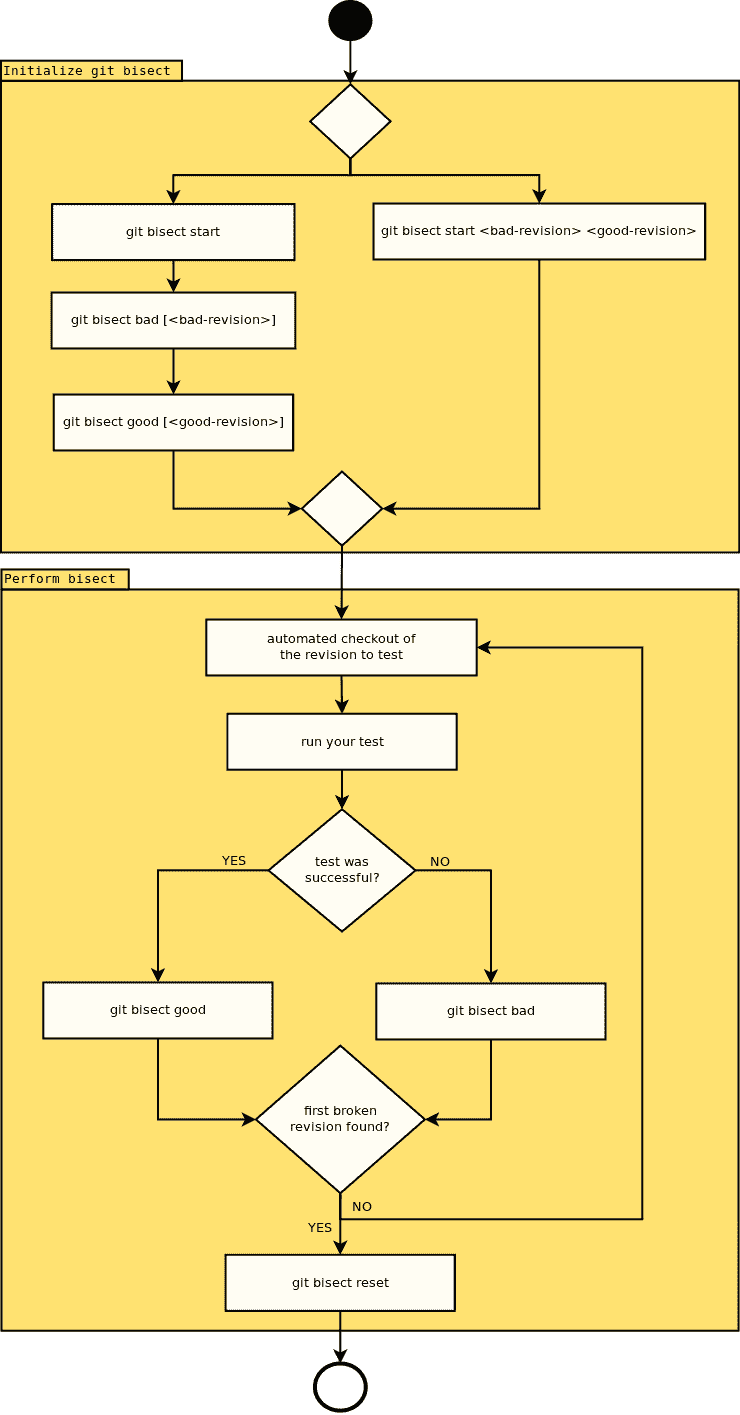 Initialize git bisect
git bisect start
git bisect start <bad-revision> <good-revision>
git bisect bad [<bad-revision>]
git bisect good [<good-revision>]
Perform bisect
automated checkout of
the revision to test
run your test
test was
successful?
YES
NO
git bisect good
git bisect bad
first broken
revision found?
NO
YES
git bisect reset